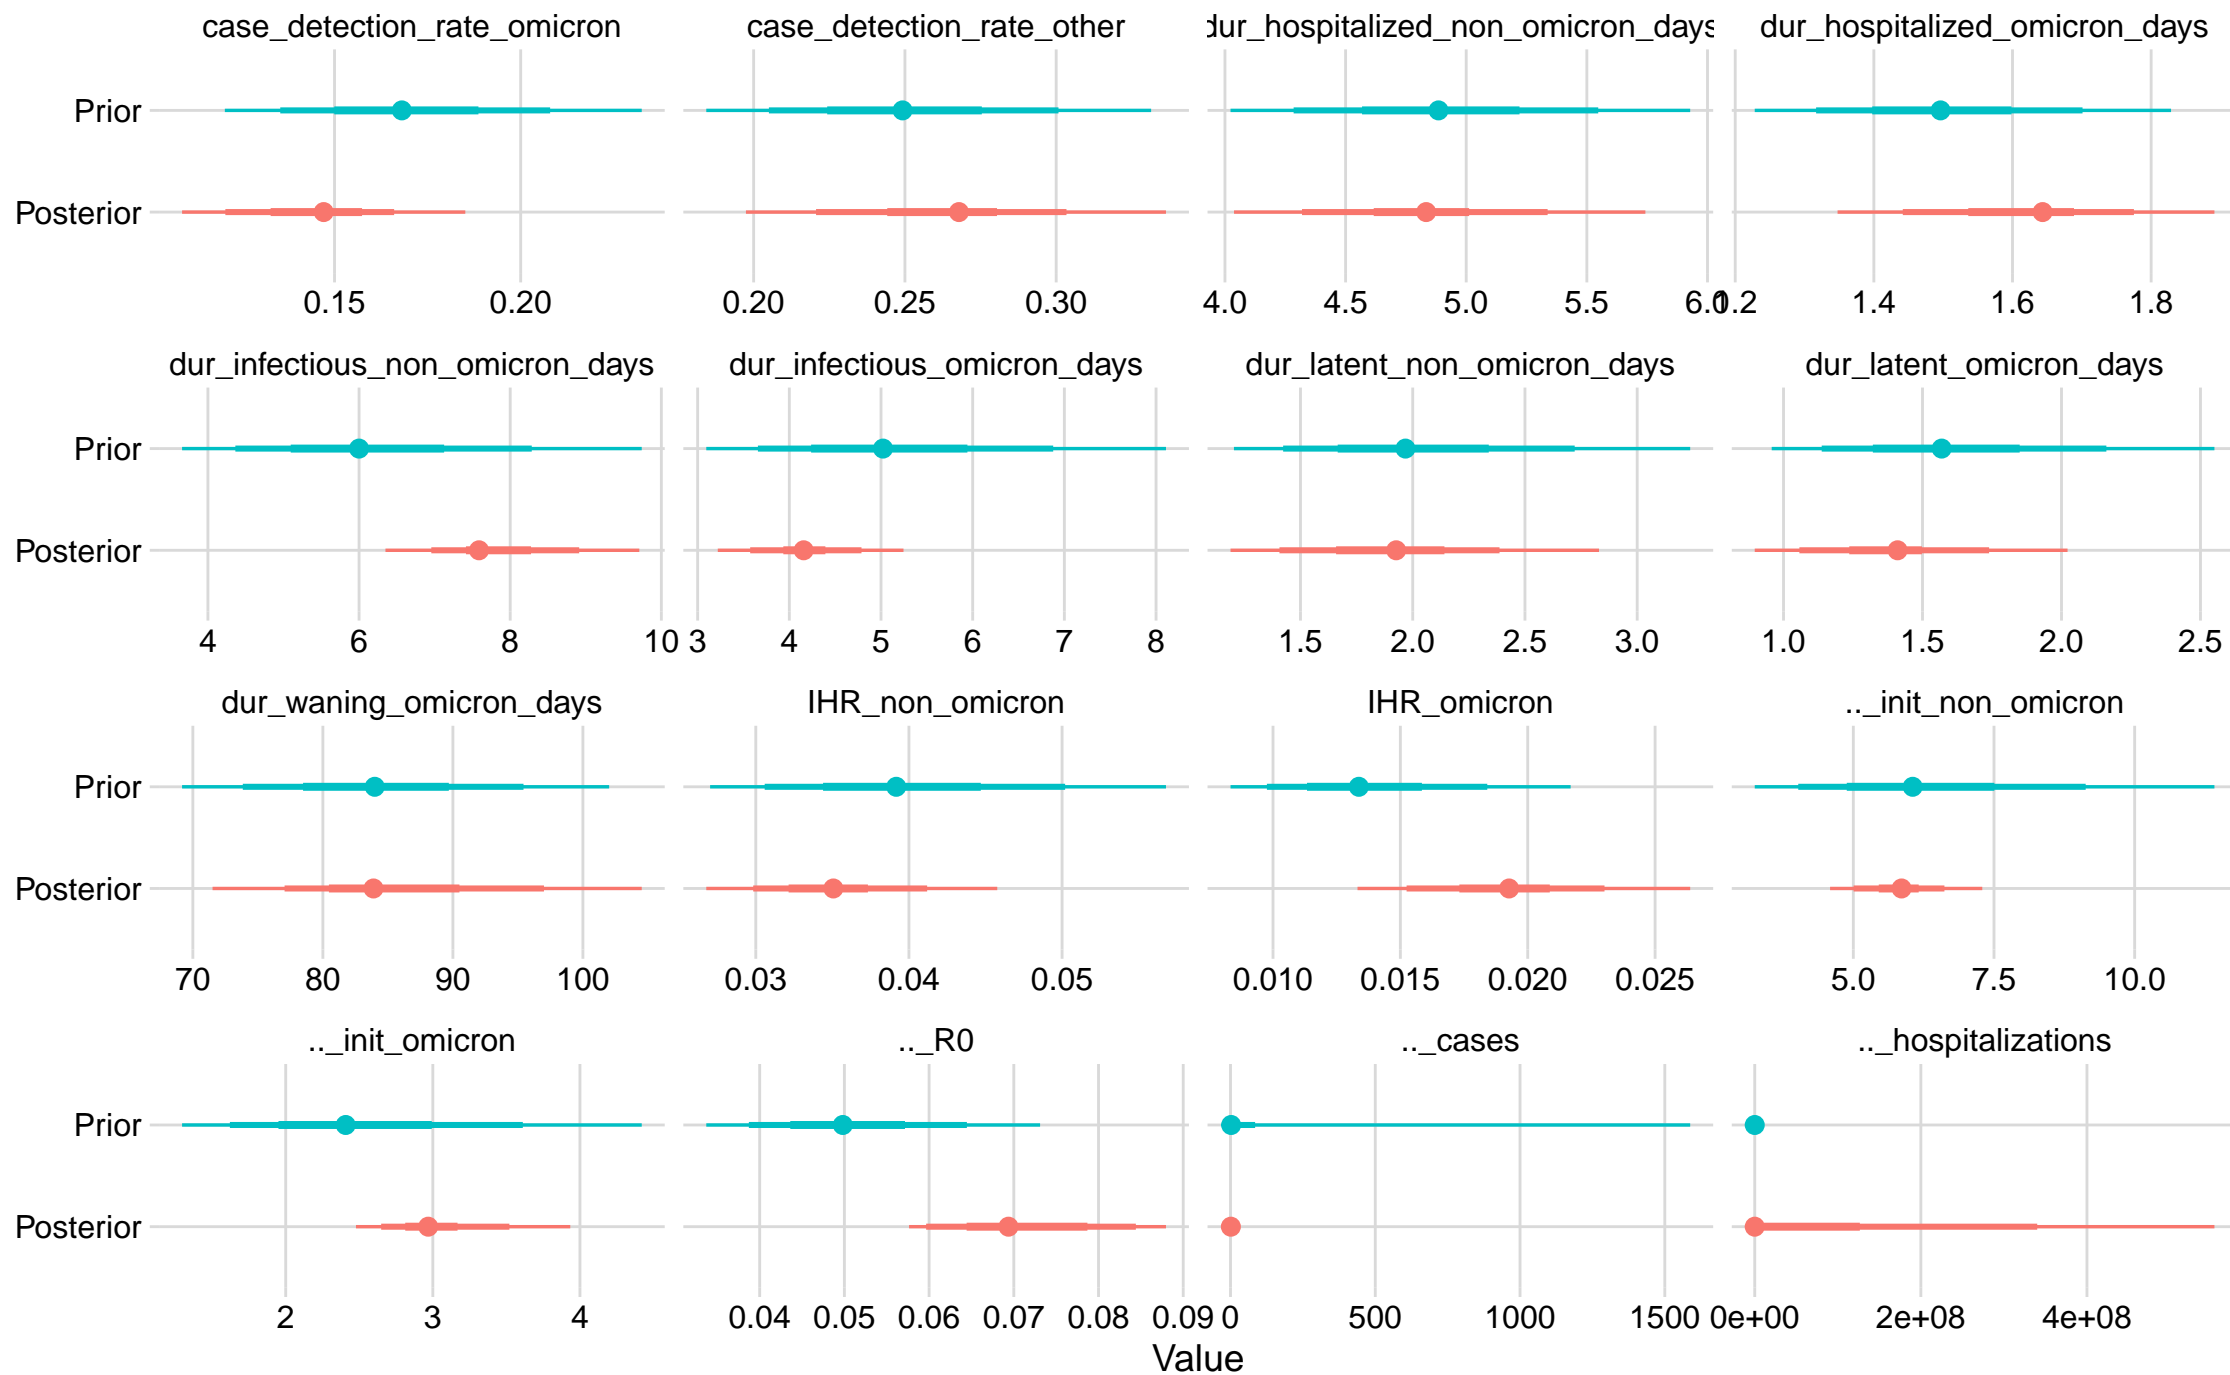 case_detection_rate_omicron case_detection_rate_other dur_hospitalized_non_omicron_days dur_hospitalized_omicron_days
Prior
Posterior
0.15 0.20 0.20 0.25 0.30 4.0 4.5 5.0 5.5 6.0 1.2 1.4 1.6 1.8
dur_infectious_non_omicron_days dur_infectious_omicron_days dur_latent_non_omicron_days dur_latent_omicron_days
Prior
Posterior
4 6 8 10 3 4 5 6 7 8 1.5 2.0 2.5 3.0 1.0 1.5 2.0 2.5
dur_waning_omicron_days IHR_non_omicron IHR_omicron .._init_non_omicron
Prior
Posterior
70 80 90 100 0.03 0.04 0.05 0.010 0.015 0.020 0.025 5.0 7.5 10.0
.._init_omicron .._R0 .._cases .._hospitalizations
Prior
Posterior
2 3 4 0.04 0.05 0.06 0.07 0.08 0.09 0 500 1000 1500 0e+00 2e+08 4e+08
Value